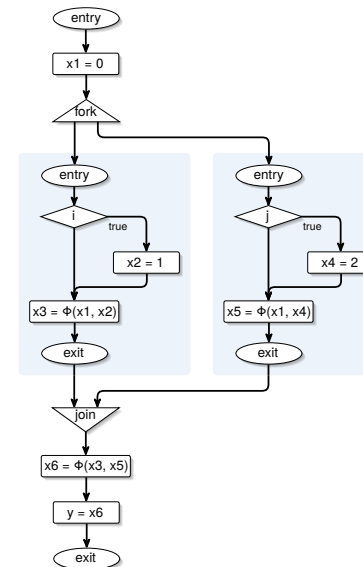 entry
x1 = 0
fork
entry
i
true
x2 = 1
x3 = Φ(x1, x2)
exit
entry
j
true
x4 = 2
x5 = Φ(x1, x4)
exit
join
x6 = Φ(x3, x5)
y = x6
exit